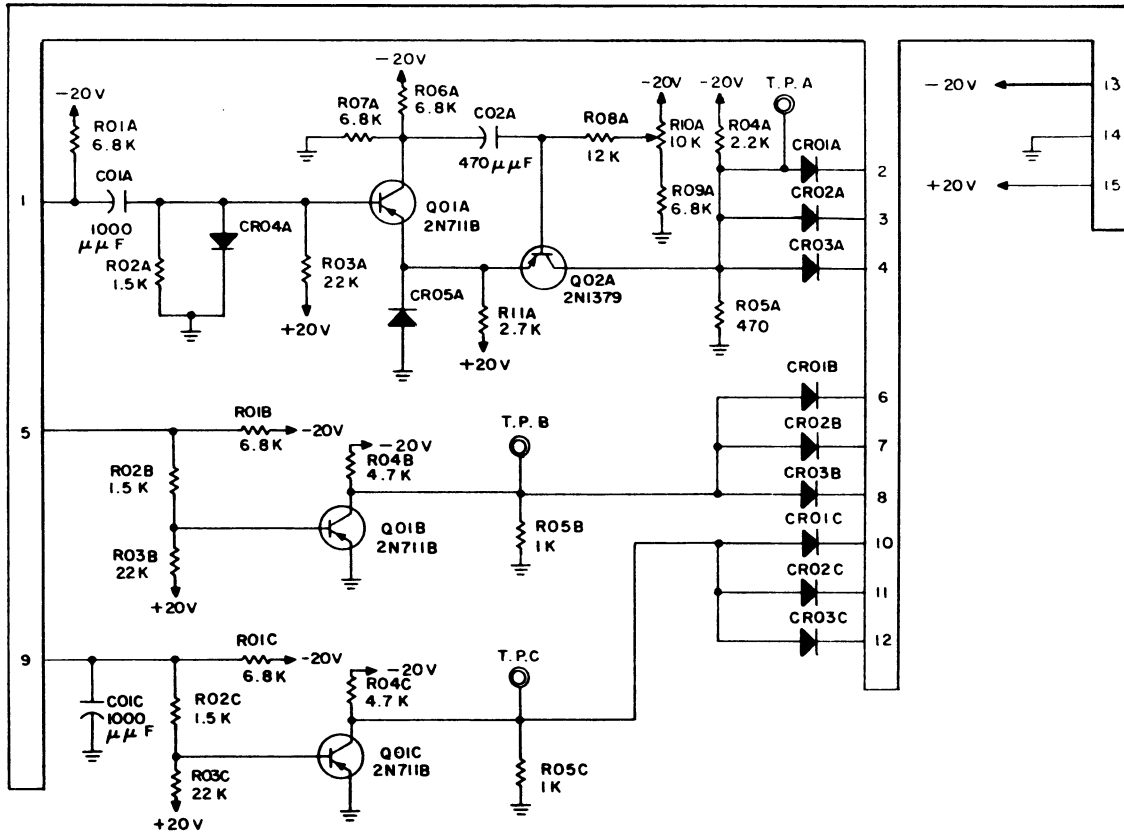 -20V
R01A
6.8K
C01A
1
1000
μμF
R02A
1.5K
CR04A
R03A
22K
+20V
-20V
R06A
6.8K
R07A
6.8K
C02A
470μμF
R08A
12K
Q01A
2N711B
CR05A
R11A
2.7K
+20V
Q02A
2N1379
-20V
R10A
10K
R09A
6.8K
-20V
R04A
2.2K
T.P.A
CR01A
2
CR02A
3
CR03A
4
R05A
470
-20V
13
14
+20V
15
5
R01B
6.8K
-20V
R02B
1.5K
R03B
22K
+20V
-20V
R04B
4.7K
Q01B
2N711B
T.P.B
R05B
1K
CR01B
6
CR02B
7
CR03B
8
CR01C
10
CR02C
11
CR03C
12
9
R01C
6.8K
-20V
C01C
1000
μμF
R02C
1.5K
R03C
22K
+20V
-20V
R04C
4.7K
Q01C
2N711B
T.P.C
R05C
1K